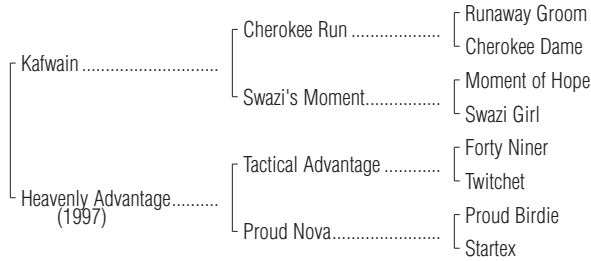 Runaway Groom
Cherokee Run ...................
Cherokee Dame
Kafwain .............................
Moment of Hope
Swazi's Moment................
Swazi Girl
Forty Niner
Tactical Advantage ............
Twitchet
Heavenly Advantage..........
(1997)
Proud Birdie
Proud Nova.......................
Startex